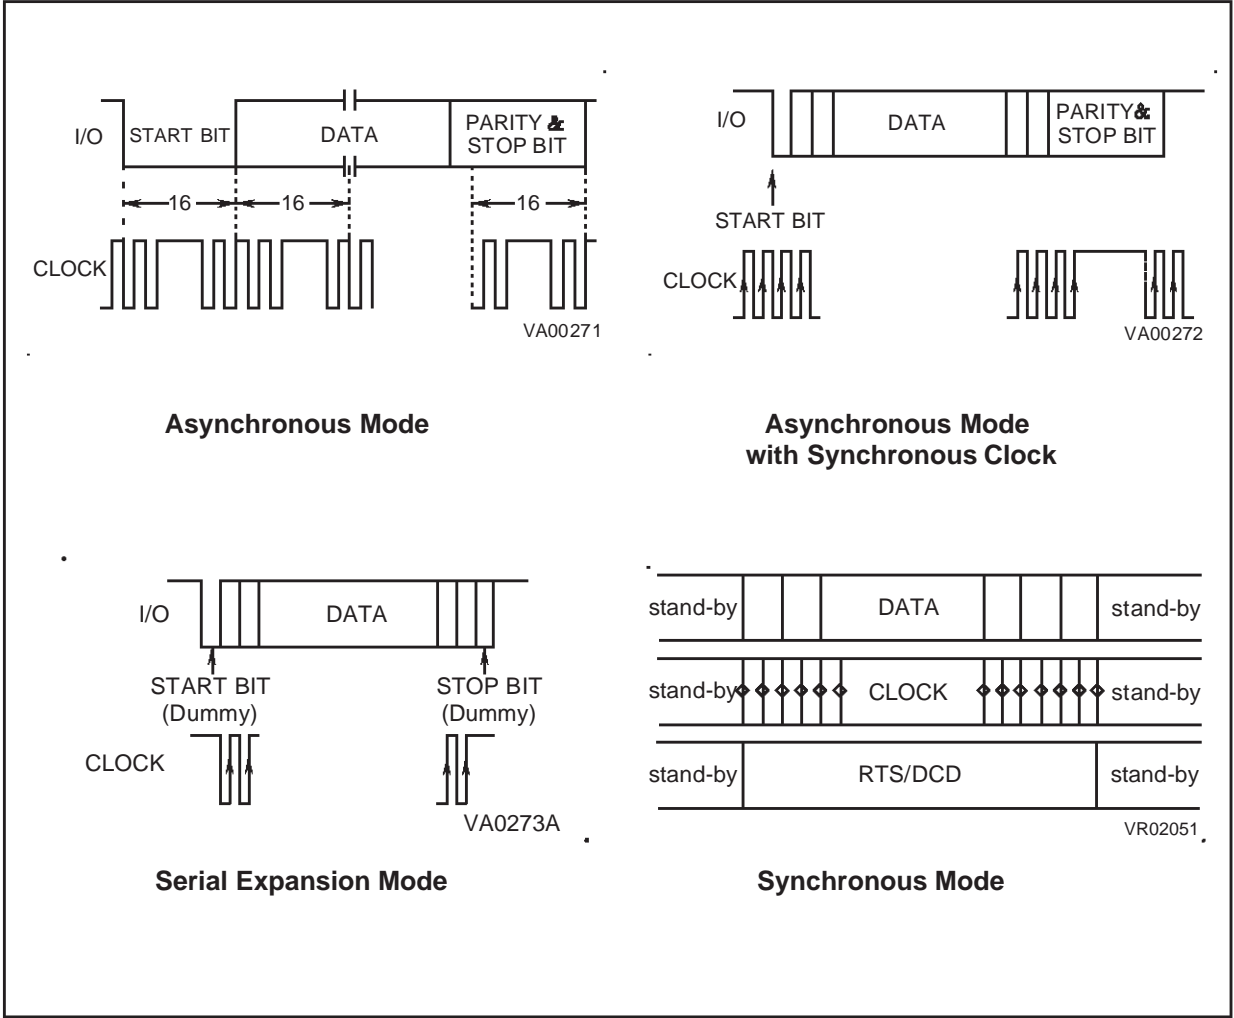 I/O
START BIT
DATA
PARITY &
STOP BIT
16
16
16
CLOCK
VA00271
Asynchronous Mode
I/O
DATA
PARITY&
STOP BIT
START BIT
CLOCK
VA00272
Asynchronous Mode
with Synchronous Clock
I/O
DATA
START BIT
(Dummy)
STOP BIT
(Dummy)
CLOCK
VA0273A
Serial Expansion Mode
stand-by
DATA
stand-by
stand-by
CLOCK
stand-by
stand-by
RTS/DCD
stand-by
VR02051
Synchronous Mode